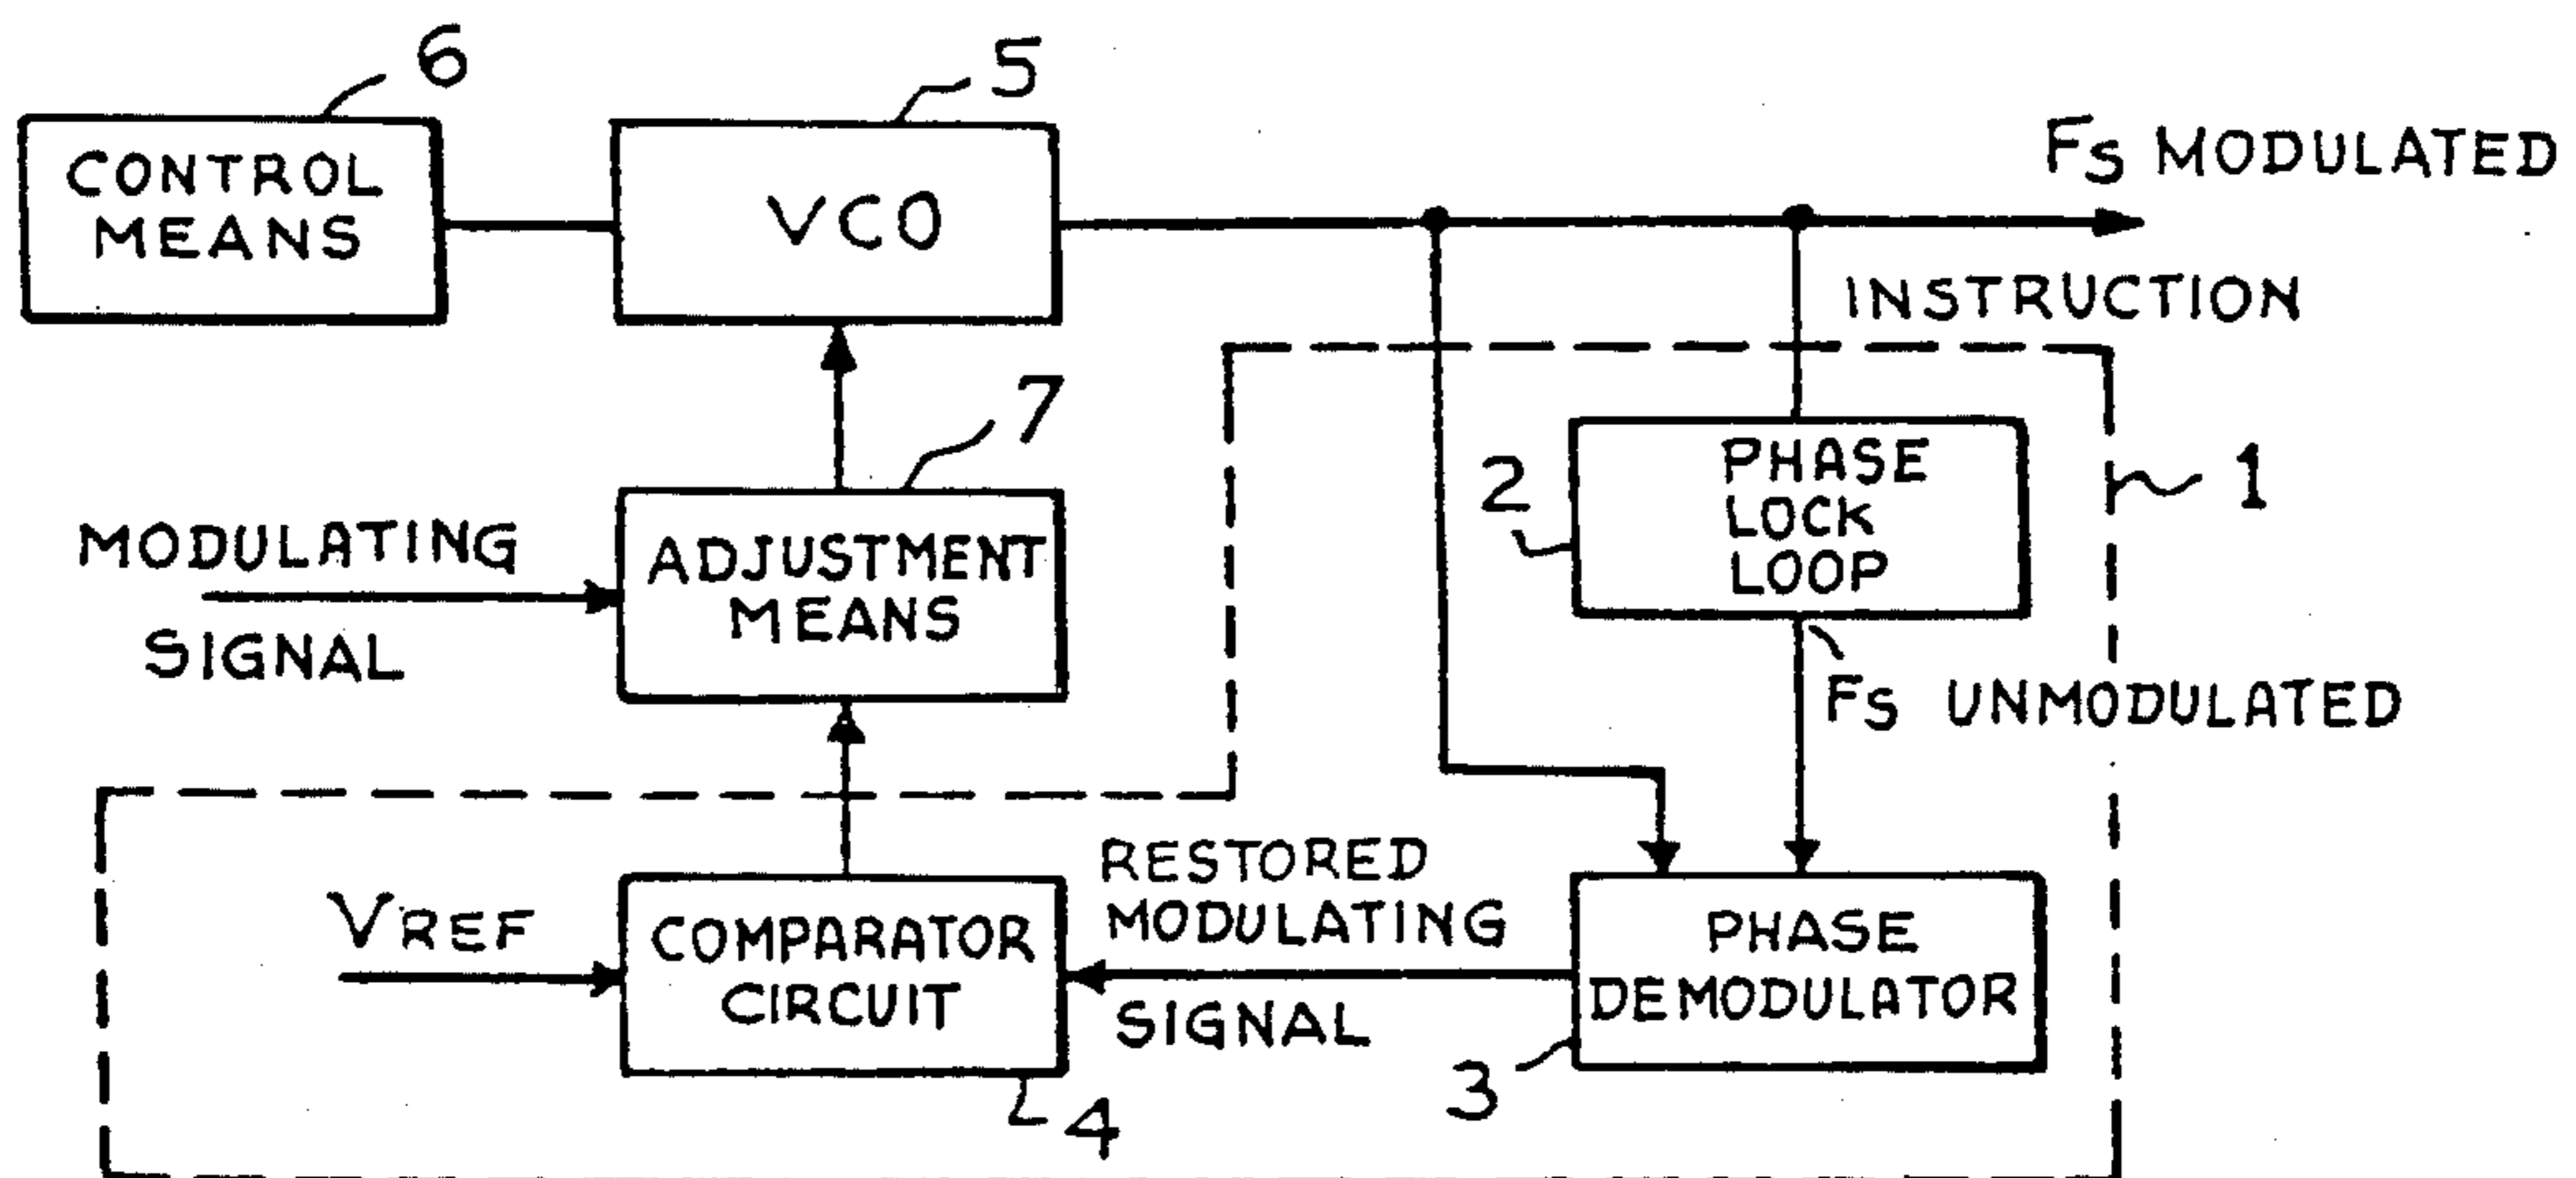 6
5
CONTROL
MEANS
VCO
FS MODULATED
INSTRUCTION
7
MODULATING
SIGNAL
ADJUSTMENT
MEANS
2
PHASE
LOCK
LOOP
1
FS UNMODULATED
VREF
COMPARATOR
CIRCUIT
4
RESTORED
MODULATING
SIGNAL
PHASE
DEMODULATOR
3